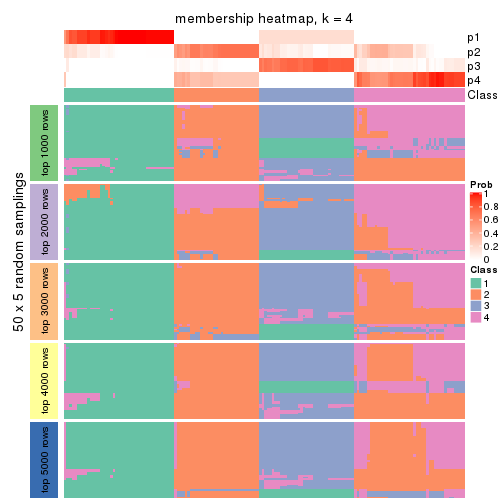 membership heatmap, k = 4
p1
p2
p3
p4
Class
50 x 5 random samplings
top 1000 rows
top 2000 rows
top 3000 rows
top 4000 rows
top 5000 rows
Prob
1
0.8
0.6
0.4
0.2
0
Class
1
2
3
4